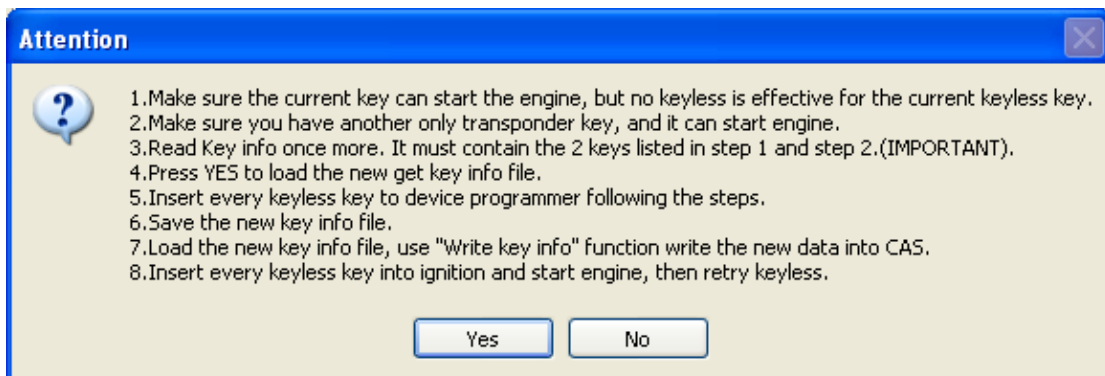 Attention
1.Make sure the current key can start the engine, but no keyless is effective for the current keyless key.
2.Make sure you have another only transponder key, and it can start engine.
3.Read Key info once more. It must contain the 2 keys listed in step 1 and step 2.(IMPORTANT).
4.Press YES to load the new get key info file.
5.Insert every keyless key to device programmer following the steps.
6.Save the new key info file.
7.Load the new key info file, use "Write key info" function write the new data into CAS.
8.Insert every keyless key into ignition and start engine, then retry keyless.
Yes No